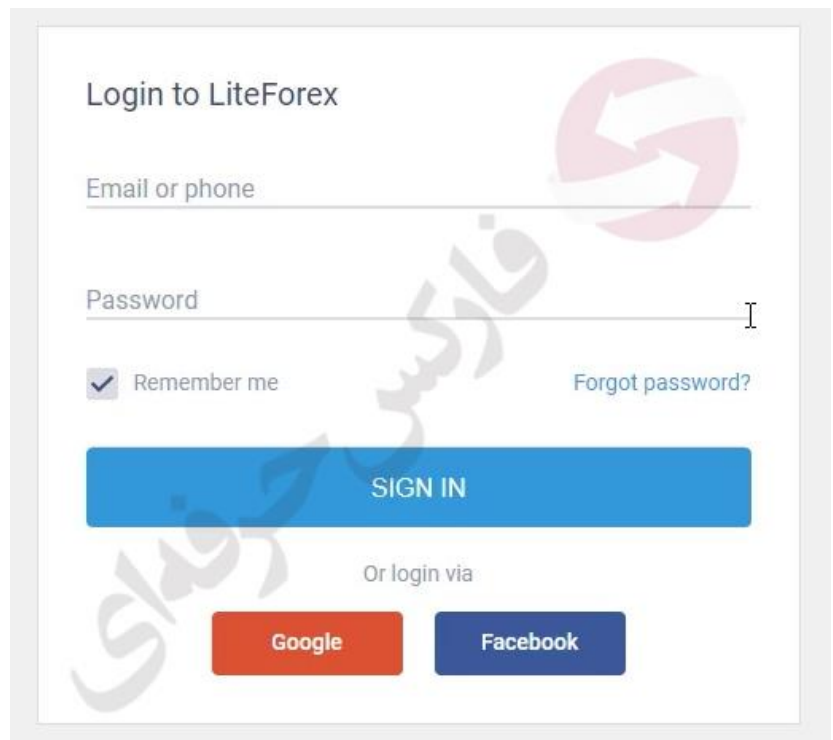 Login to LiteForex
Email or phone
Password
Remember me Forgot password?
SIGN IN
Or login via
Google Facebook
فارکس حرفه‌ای